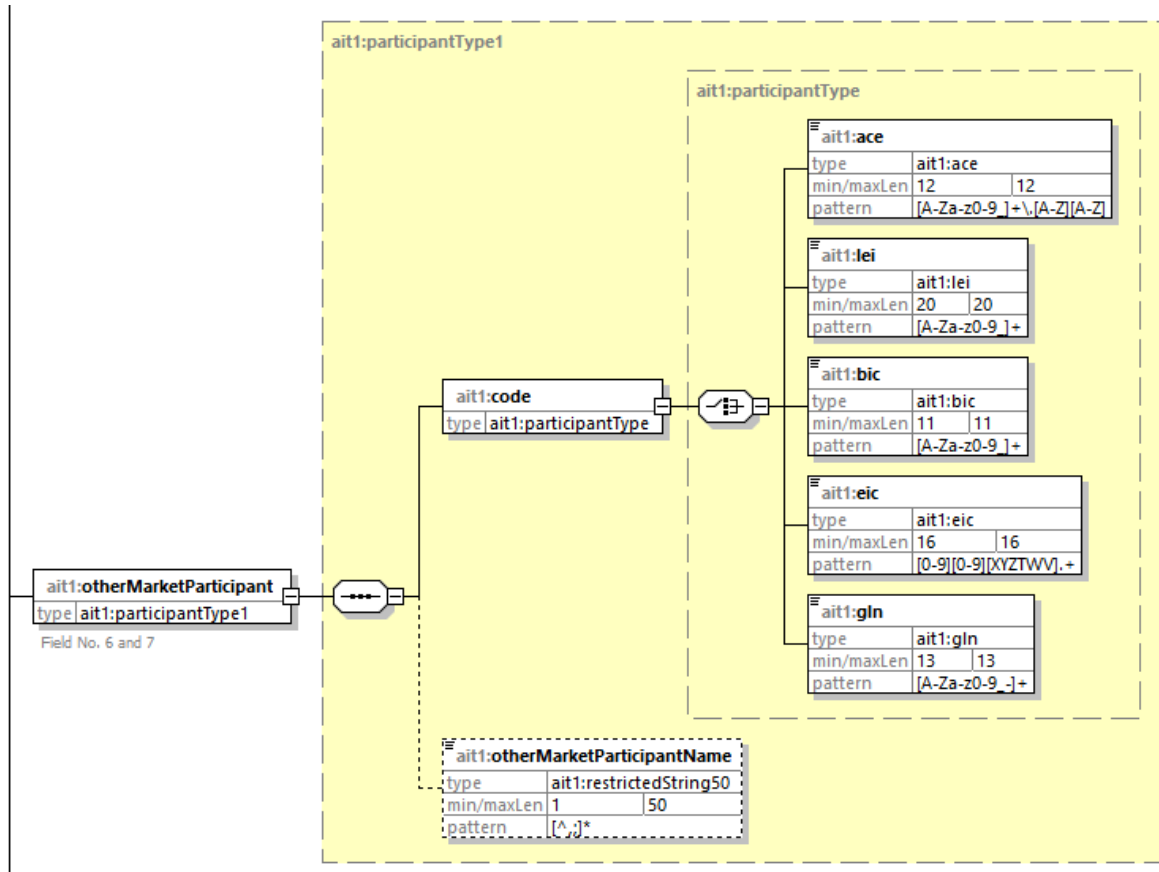 ait1:participantType1
ait1:participantType
ait1:ace
type ait1:ace
min/maxLen 12 12
pattern [A-Za-z0-9_]+\.[A-Z][A-Z]
ait1:lei
type ait1:lei
min/maxLen 20 20
pattern [A-Za-z0-9_]+
ait1:bic
type ait1:bic
min/maxLen 11 11
pattern [A-Za-z0-9_]+
ait1:code
type ait1:participantType
ait1:eic
type ait1:eic
min/maxLen 16 16
pattern [0-9][0-9][XYZTWV].+
ait1:otherMarketParticipant
type ait1:participantType1
Field No. 6 and 7
ait1:gln
type ait1:gln
min/maxLen 13 13
pattern [A-Za-z0-9_-]+
ait1:otherMarketParticipantName
type ait1:restrictedString50
min/maxLen 1 50
pattern [^,;]*